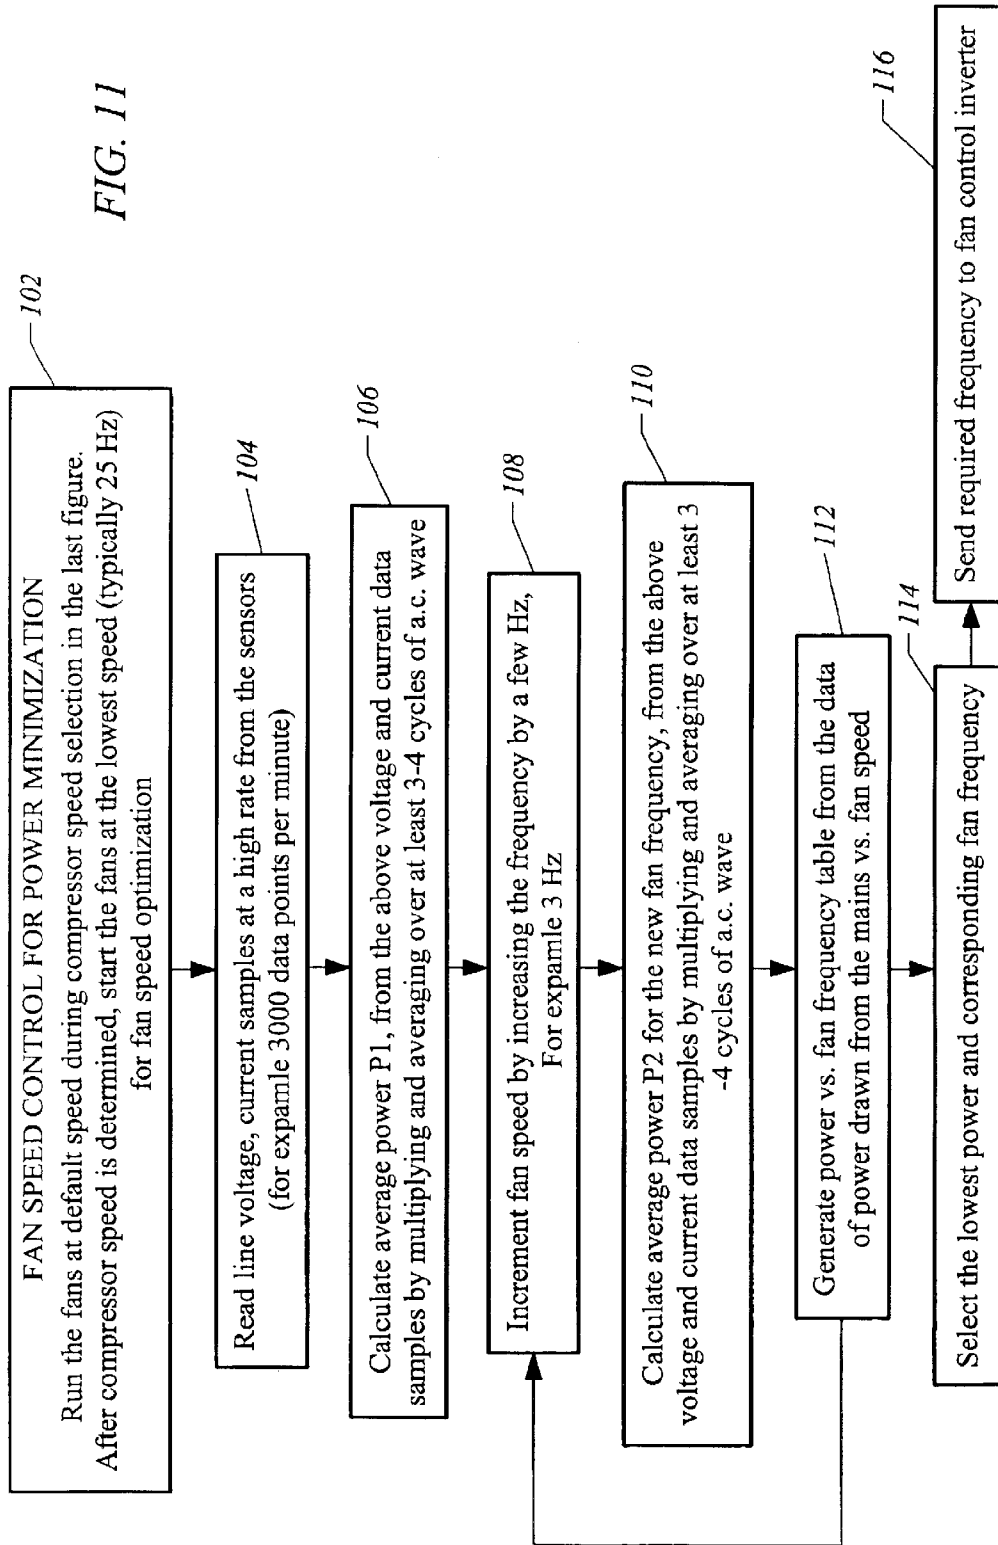 FIG. 11
102
FAN SPEED CONTROL FOR POWER MINIMIZATION
Run the fans at default speed during compressor speed selection in the last figure.
After compressor speed is determined, start the fans at the lowest speed (typically 25 Hz)
for fan speed optimization
104
Read line voltage, current samples at a high rate from the sensors
(for expamle 3000 data points per minute)
106
Calculate average power P1, from the above voltage and current data
samples by multiplying and averaging over at least 3-4 cycles of a.c. wave
108
Increment fan speed by increasing the frequency by a few Hz,
For expamle 3 Hz
110
Calculate average power P2 for the new fan frequency, from the above
voltage and current data samples by multiplying and averaging over at least 3
-4 cycles of a.c. wave
112
Generate power vs. fan frequency table from the data
of power drawn from the mains vs. fan speed
114
Select the lowest power and corresponding fan frequency
116
Send required frequency to fan control inverter